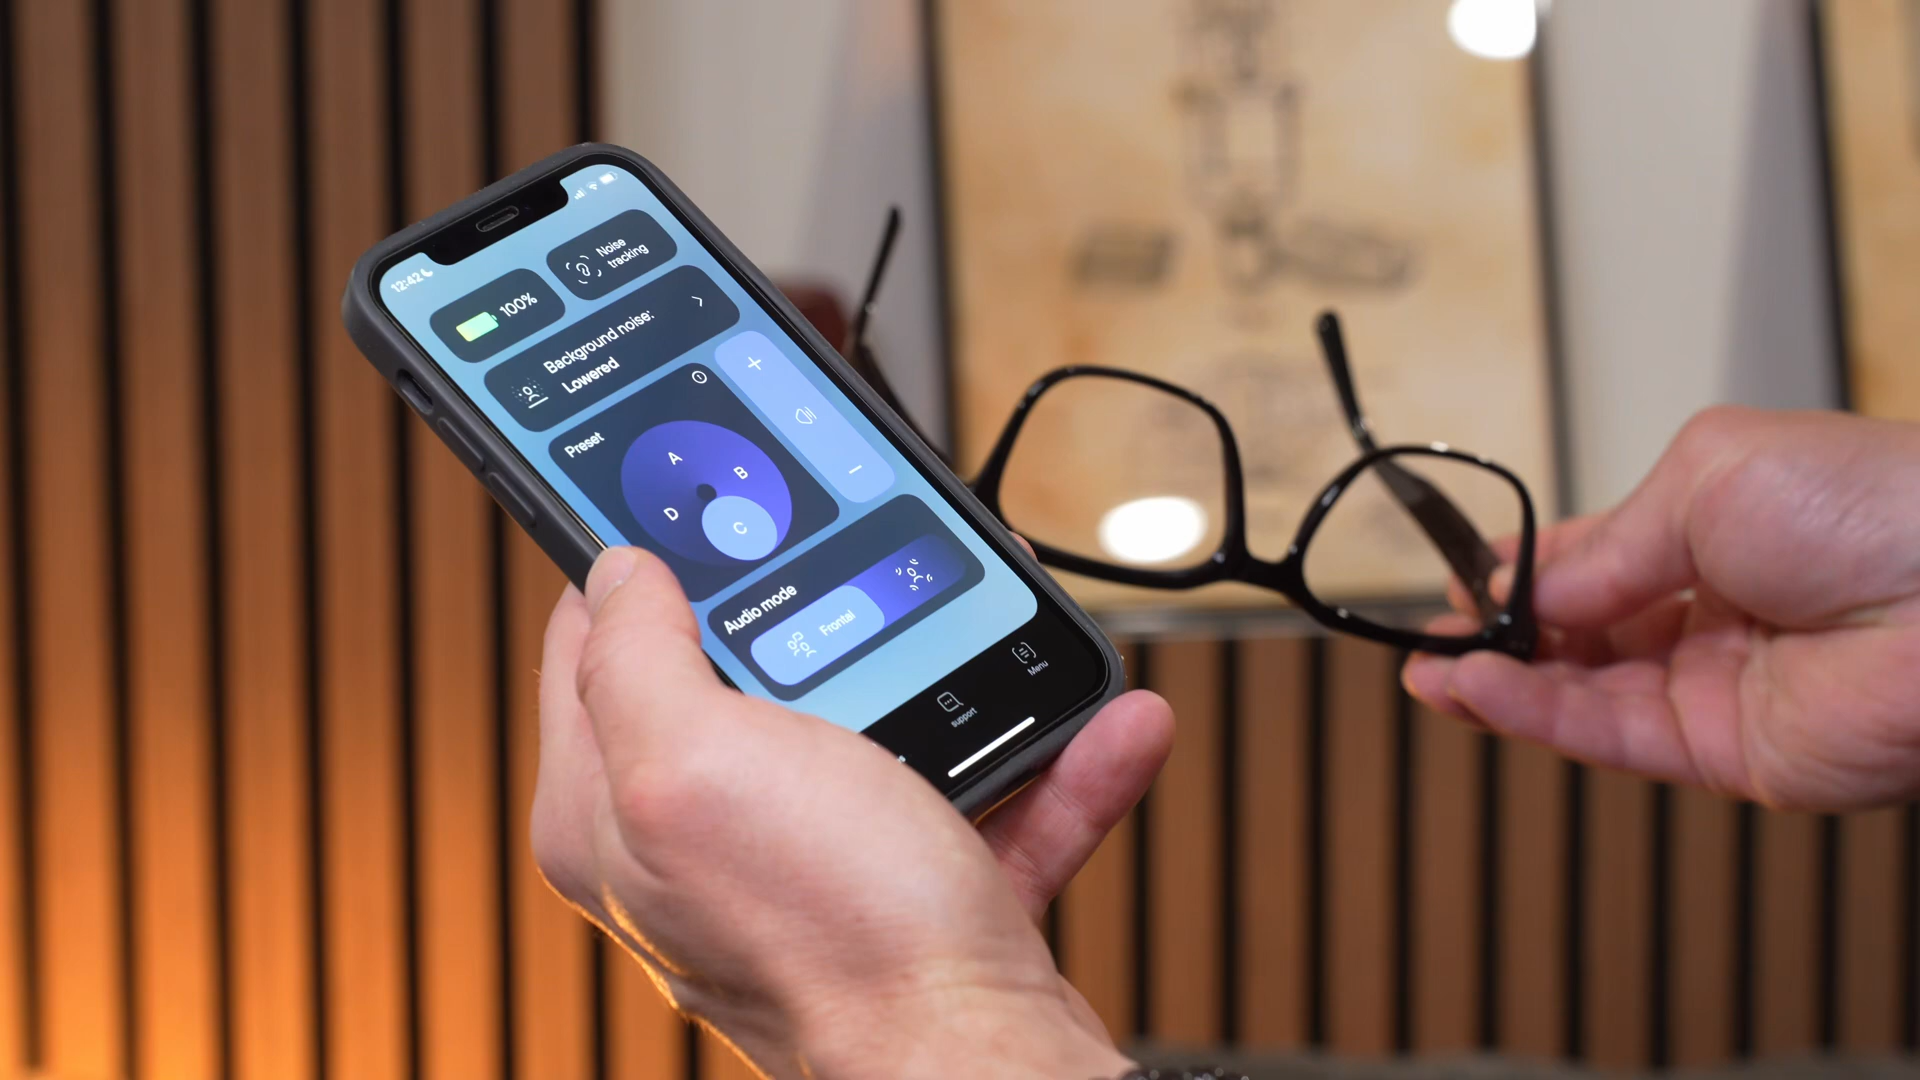 12:42
100%
Noise
tracking
Background noise:
Lowered
Preset
A
B
D
C
Audio mode
Frontal
support
Menu